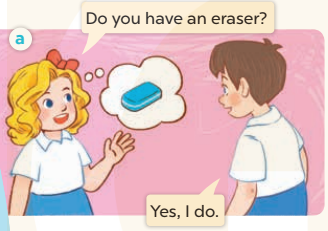 Do you have an eraser?
a
Yes, I do.